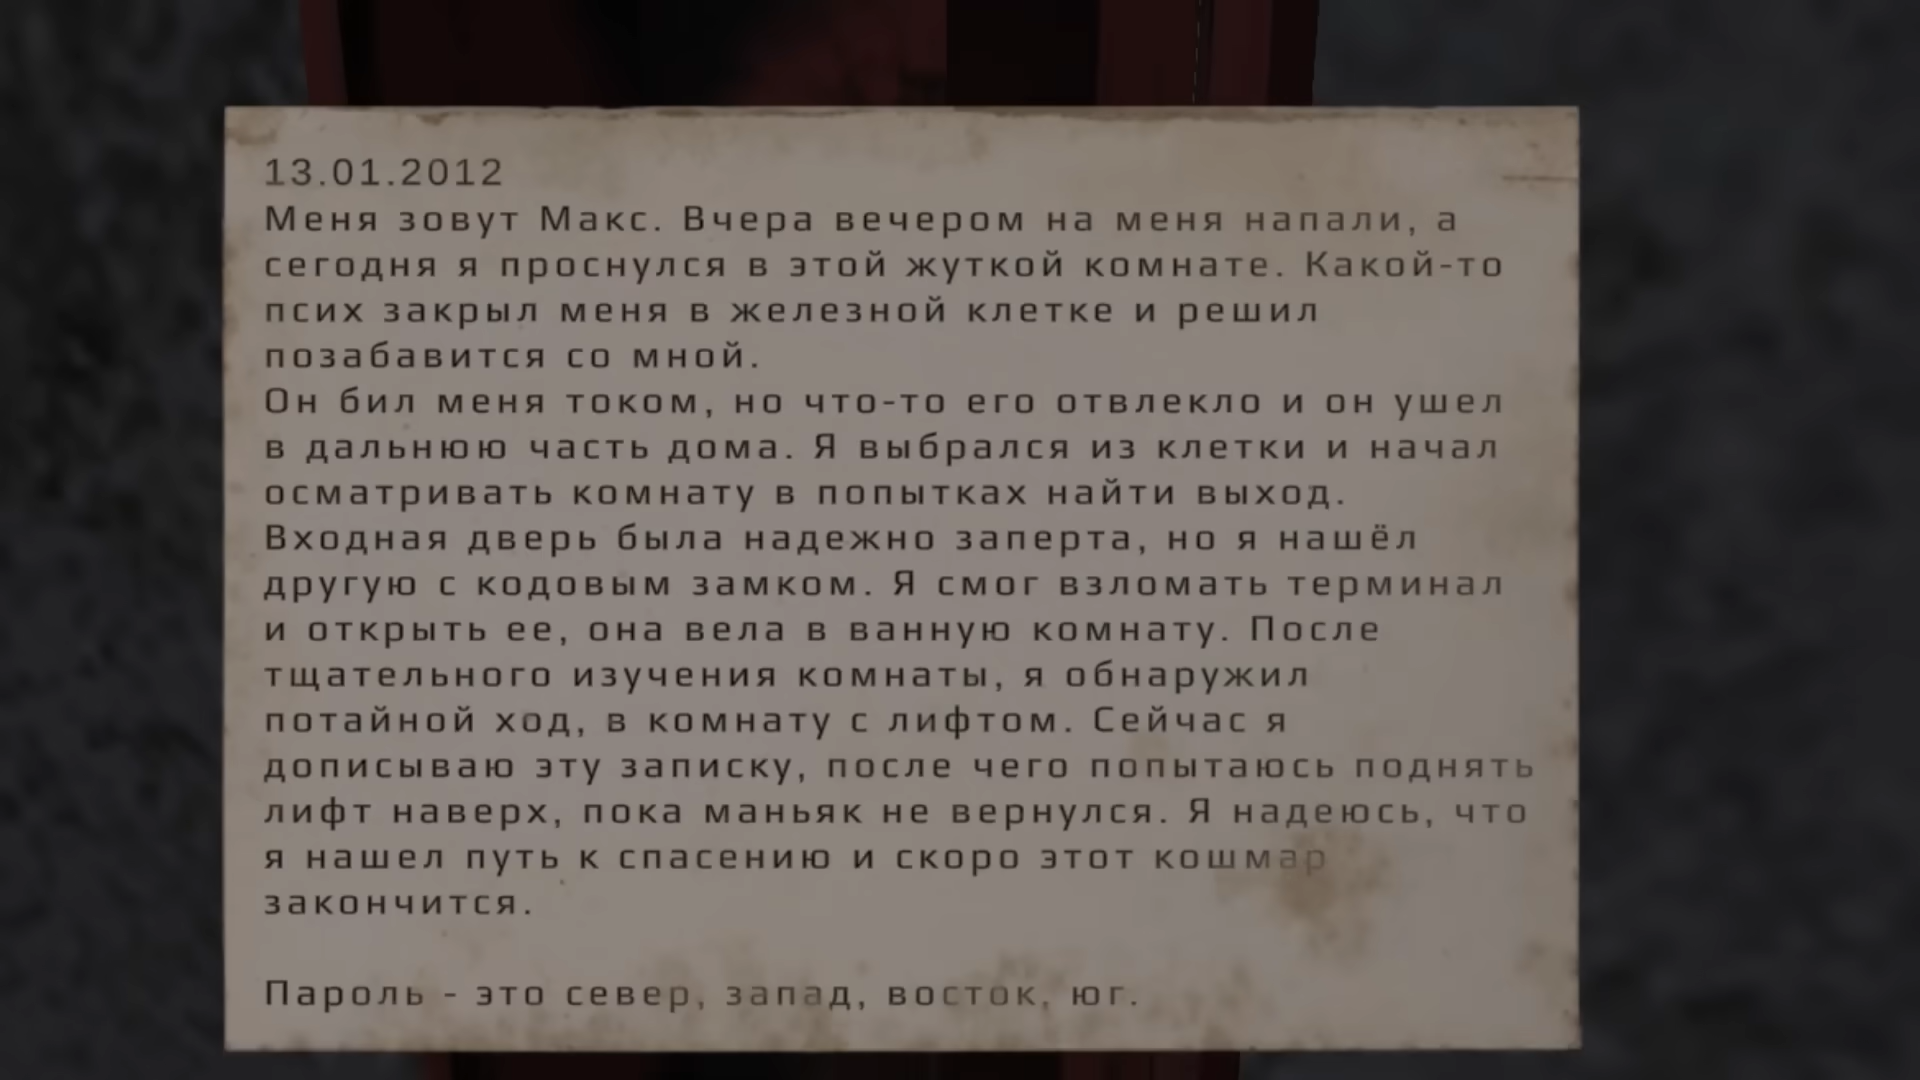 13.01.2012
Меня зовут Макс. Вчера вечером на меня напали, а
сегодня я проснулся в этой жуткой комнате. Какой-то
псих закрыл меня в железной клетке и решил
позабавится со мной.
Он бил меня током, но что-то его отвлекло и он ушел
в дальнюю часть дома. Я выбрался из клетки и начал
осматривать комнату в попытках найти выход.
Входная дверь была надежно заперта, но я нашёл
другую с кодовым замком. Я смог взломать терминал
и открыть ее, она вела в ванную комнату. После
тщательного изучения комнаты, я обнаружил
потайной ход, в комнату с лифтом. Сейчас я
дописываю эту записку, после чего попытаюсь поднять
лифт наверх, пока маньяк не вернулся. Я надеюсь, что
я нашел путь к спасению и скоро этот кошмар
закончится.
Пароль - это север, запад, восток, юг.